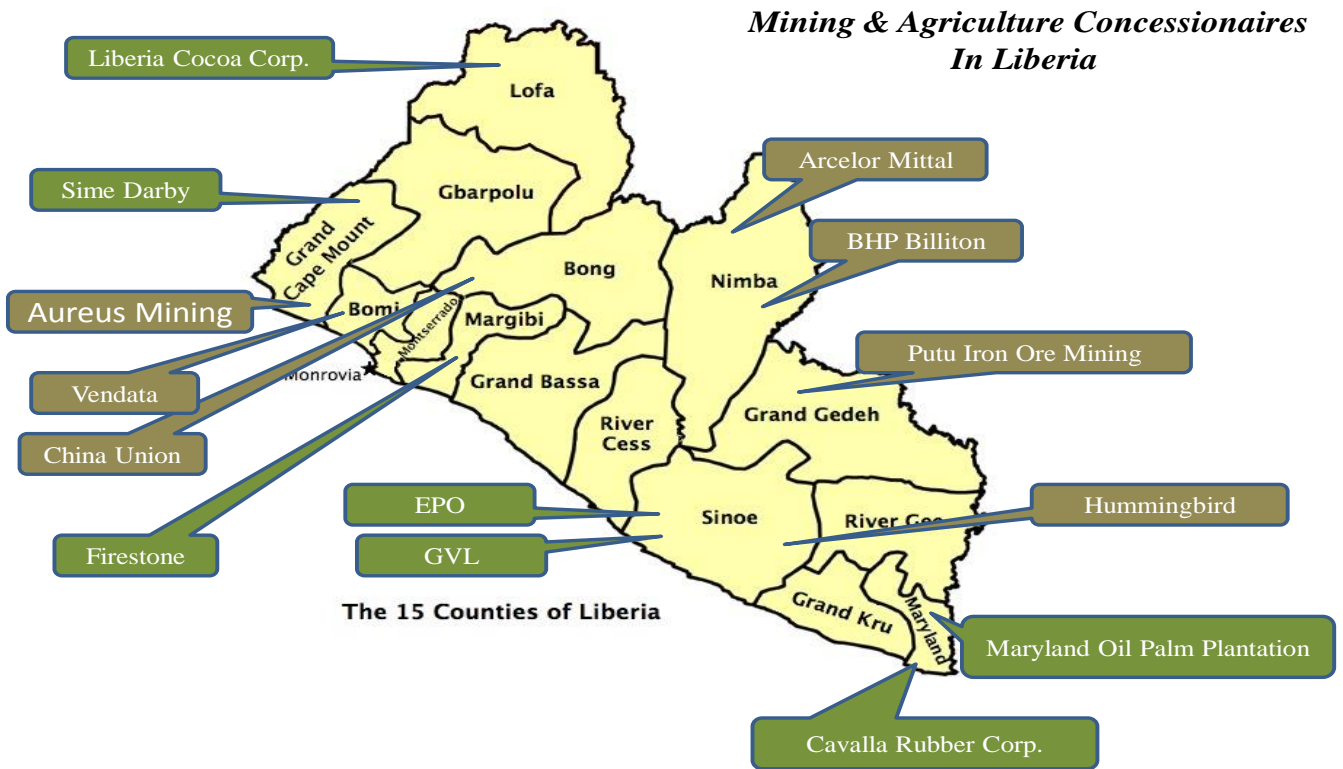 Mining & Agriculture Concessionaires
In Liberia
Liberia Cocoa Corp.
Lofa
Arcelor Mittal
Sime Darby
Gbarpolu
BHP Billiton
Grand
Cape Mount
Bong
Nimba
Aureus Mining
Bomi
Montserrado
Margibi
Putu Iron Ore Mining
Monrovia
Vendata
Grand Bassa
Grand Gedeh
River
Cess
China Union
EPO
Sinoe
River Gee
Hummingbird
Firestone
GVL
The 15 Counties of Liberia
Grand Kru
Maryland
Maryland Oil Palm Plantation
Cavalla Rubber Corp.